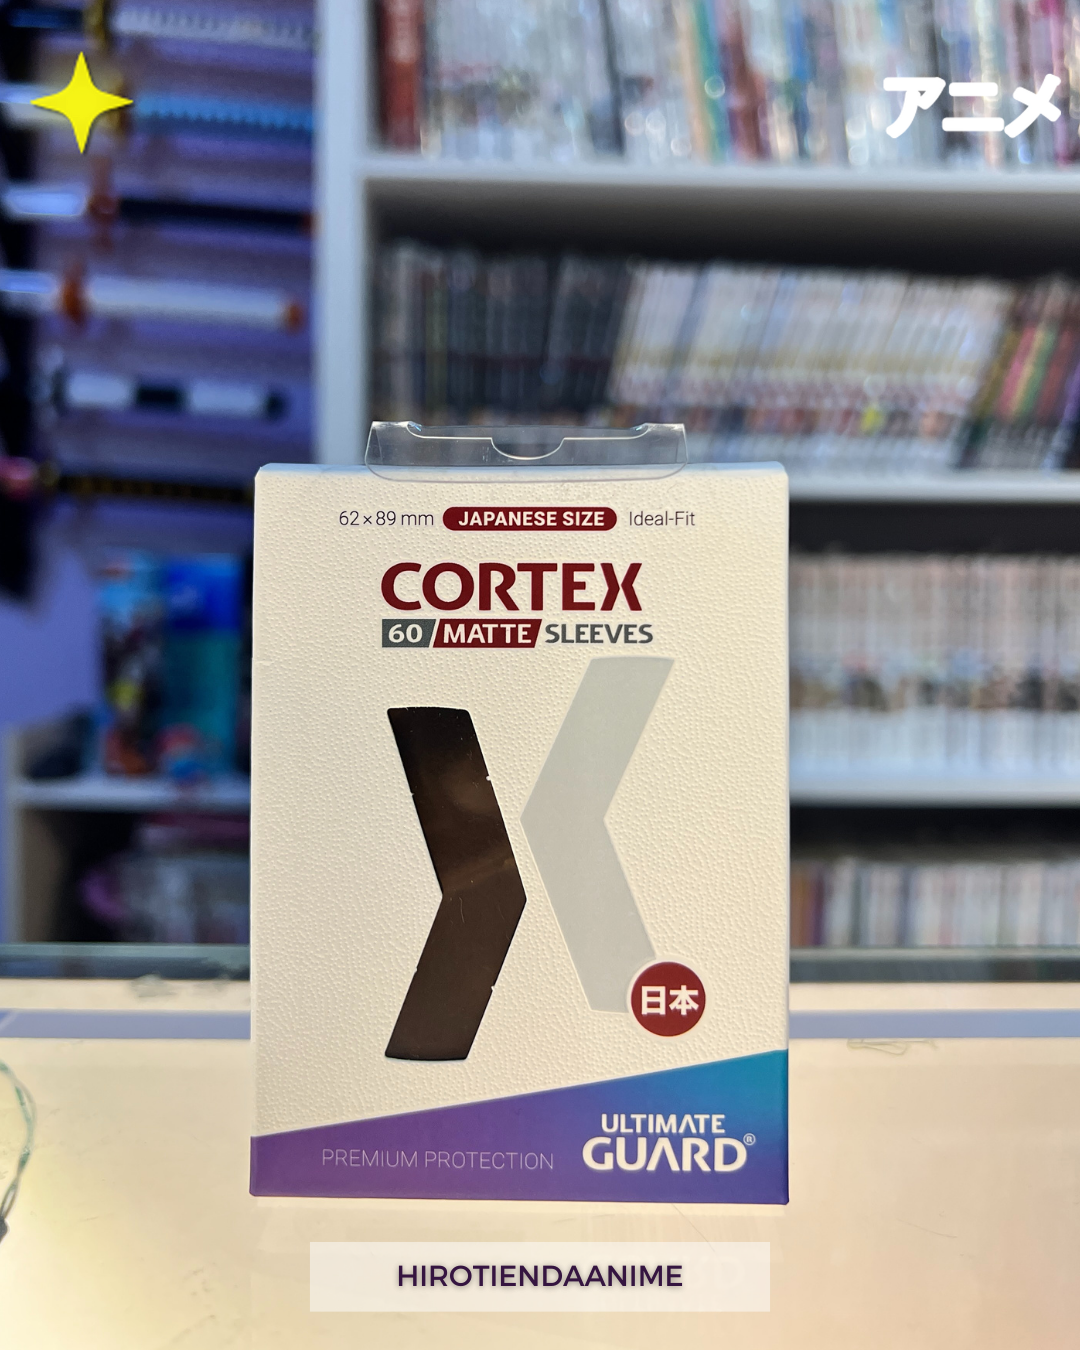 アニメ
62×89 mm JAPANESE SIZE Ideal-Fit
CORTEX
60 MATTE SLEEVES
日本
ULTIMATE
GUARD®
PREMIUM PROTECTION
HIROTIENDAANIME